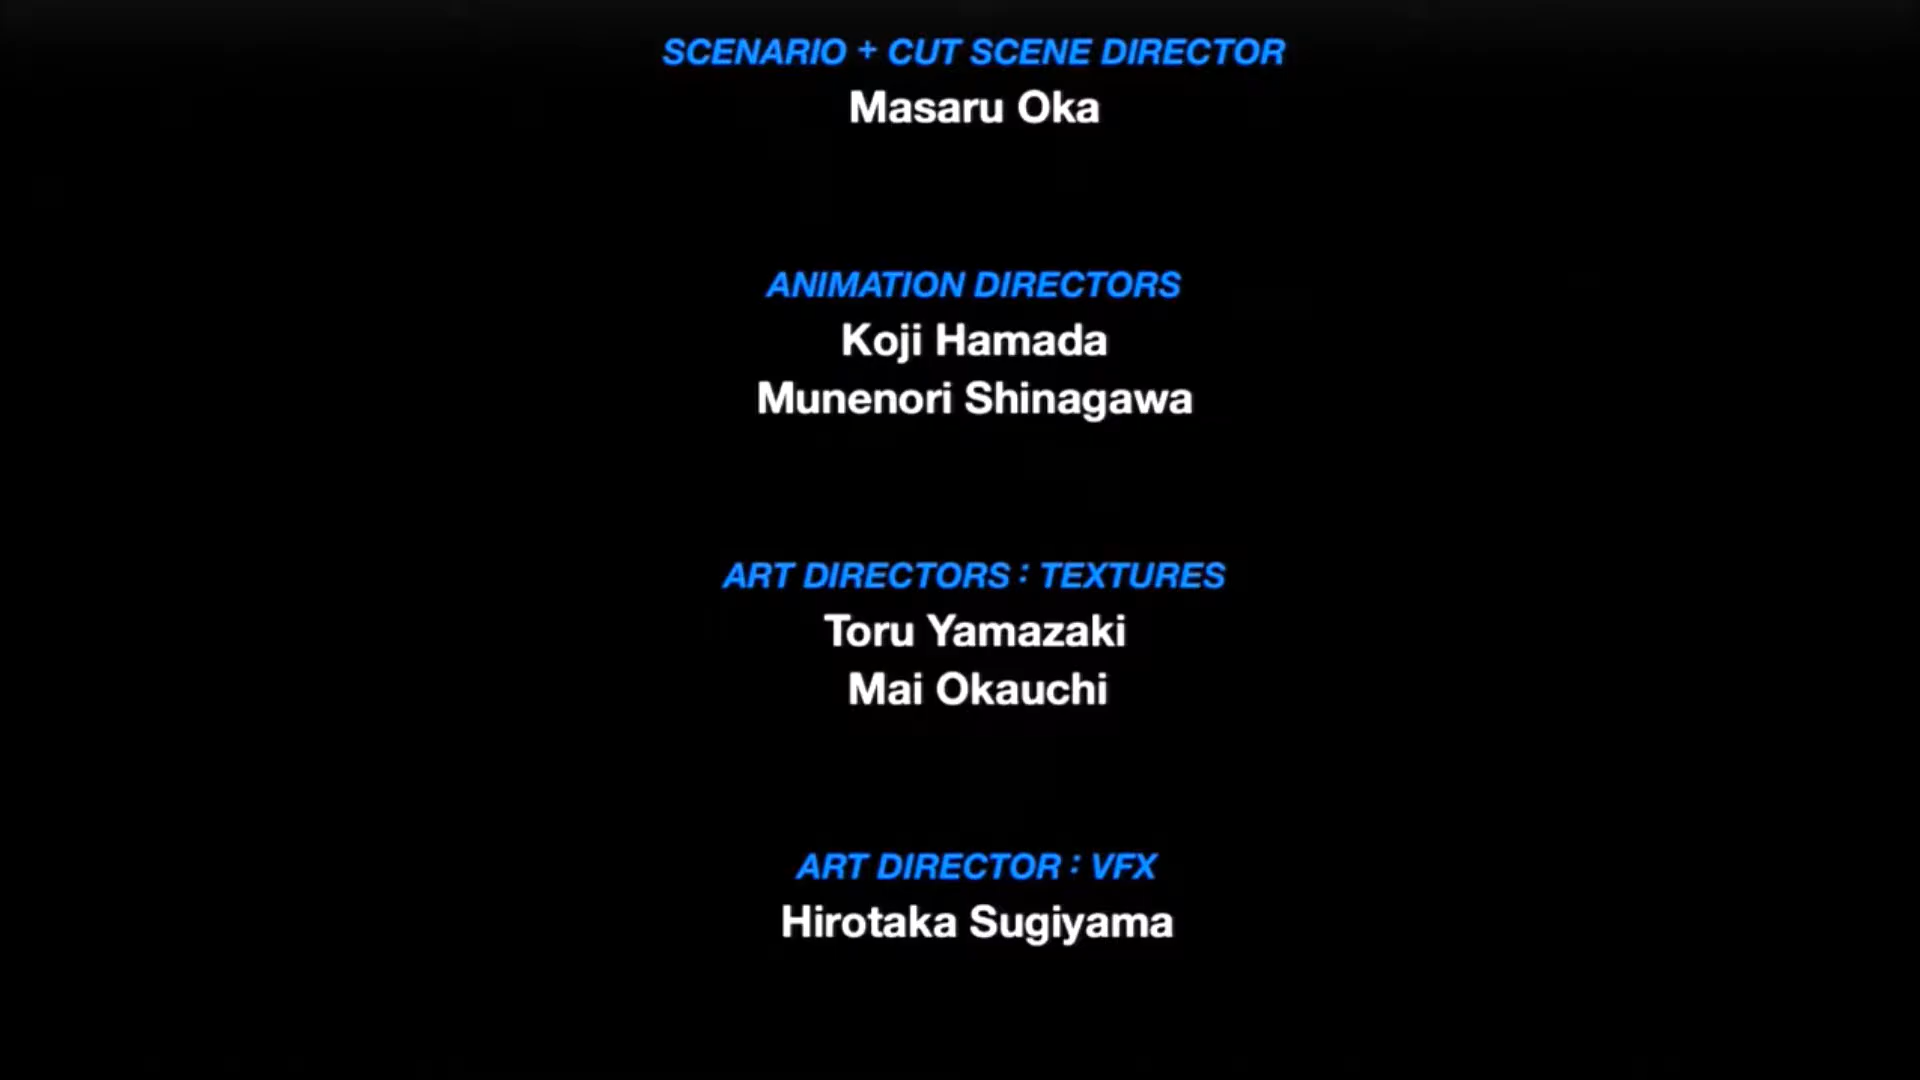 SCENARIO + CUT SCENE DIRECTOR
Masaru Oka
ANIMATION DIRECTORS
Koji Hamada
Munenori Shinagawa
ART DIRECTORS : TEXTURES
Toru Yamazaki
Mai Okauchi
ART DIRECTOR : VFX
Hirotaka Sugiyama